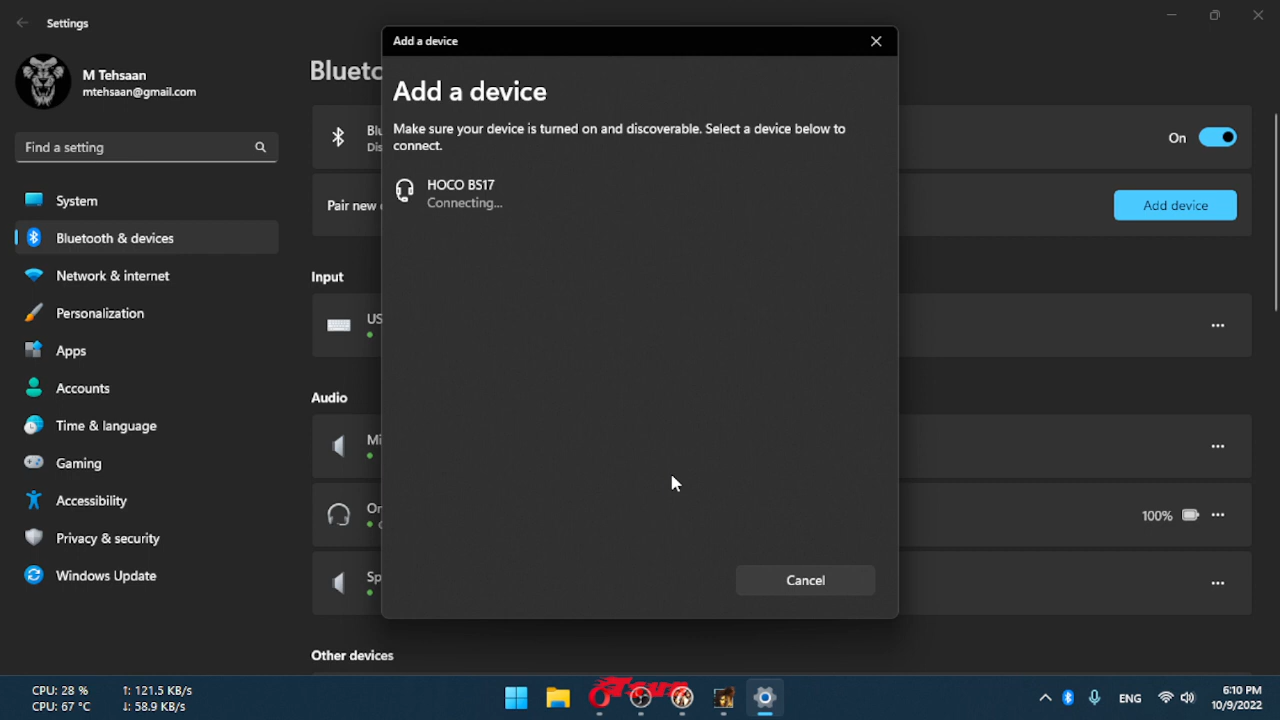 Settings
M Tehsaan
mtehsaan@gmail.com
Find a setting
System
Bluetooth & devices
Network & internet
Personalization
Apps
Accounts
Time & language
Gaming
Accessibility
Privacy & security
Windows Update
Add a device
Add a device
Make sure your device is turned on and discoverable. Select a device below to
connect.
HOCO BS17
Connecting...
Cancel
On
Pair new
Add device
Input
US
Audio
100%
Other devices
CPU: 28 %
CPU: 67 °C
↑: 121.5 KB/s
↓: 58.9 KB/s
ENG
6:10 PM
10/9/2022